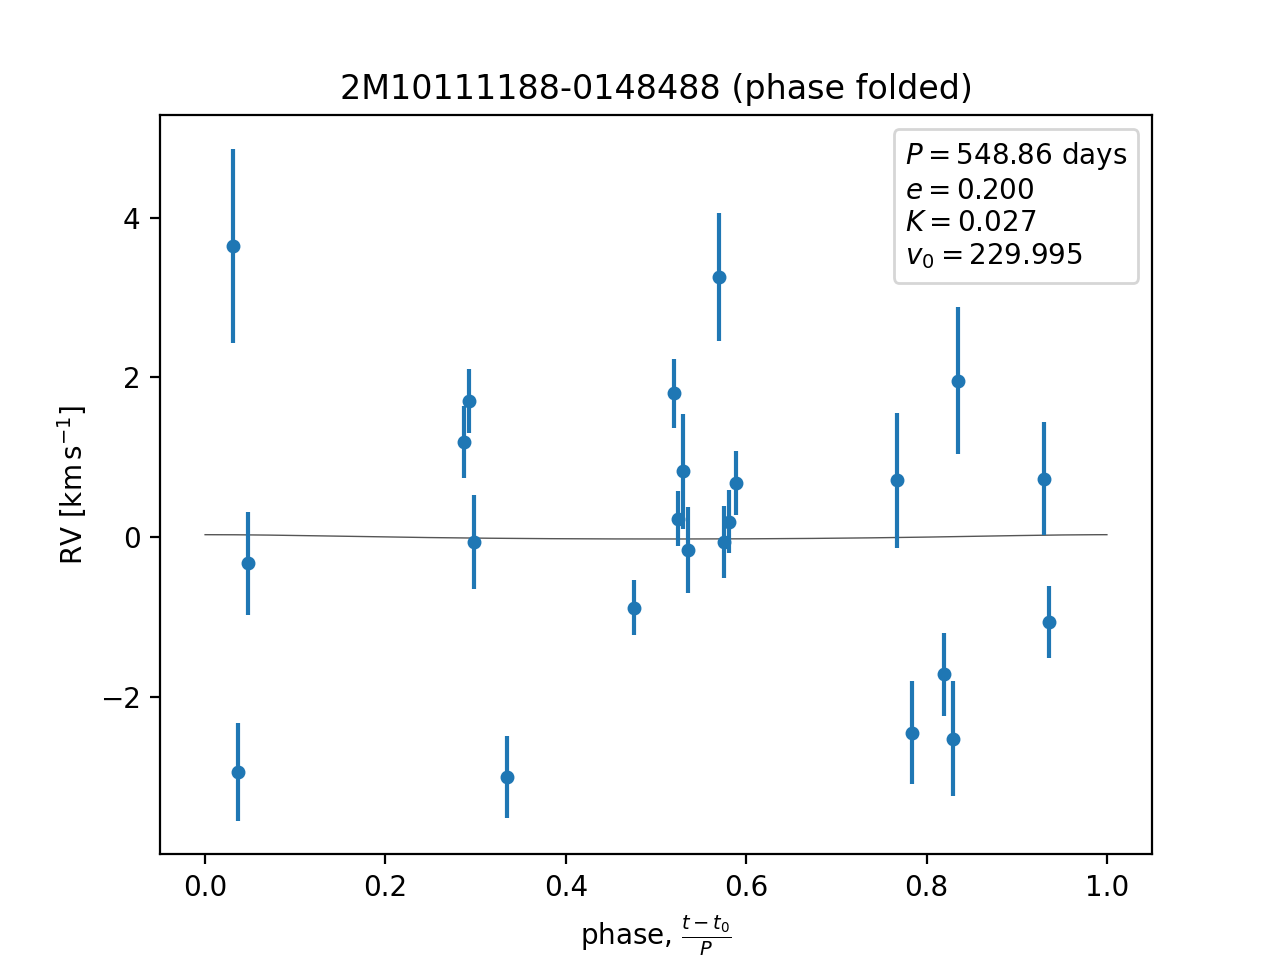 2M10111188-0148488 (phase folded)
P = 548.86 days
e = 0.200
K = 0.027
v₀ = 229.995
RV [km s⁻¹]
4
2
0
−2
0.0 0.2 0.4 0.6 0.8 1.0
phase, (t − t₀)/P